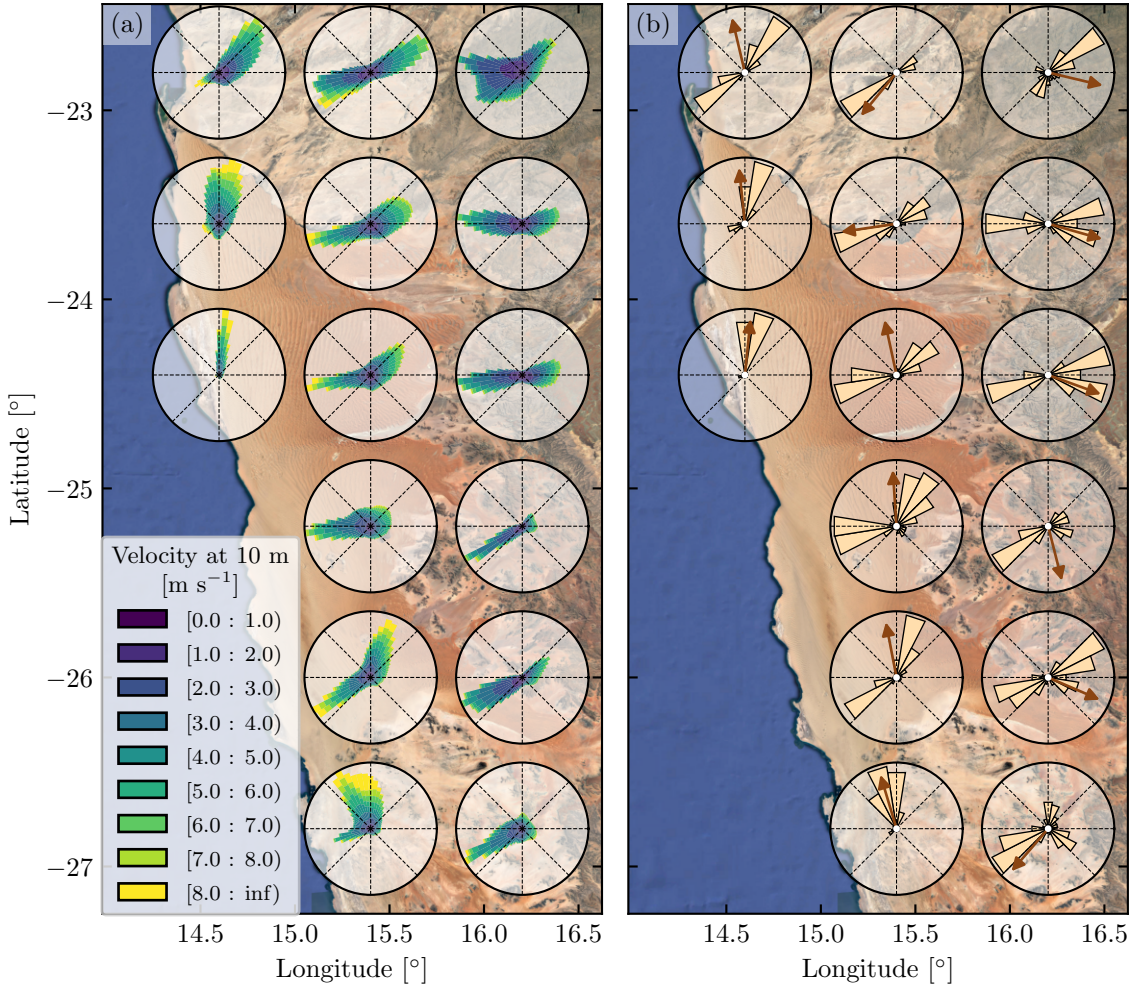 (a)
(b)
−23
−24
−25
−26
−27
Latitude [°]
Velocity at 10 m
[m s⁻¹]
[0.0 : 1.0)
[1.0 : 2.0)
[2.0 : 3.0)
[3.0 : 4.0)
[4.0 : 5.0)
[5.0 : 6.0)
[6.0 : 7.0)
[7.0 : 8.0)
[8.0 : inf)
14.5 15.0 15.5 16.0 16.5
14.5 15.0 15.5 16.0 16.5
Longitude [°]
Longitude [°]